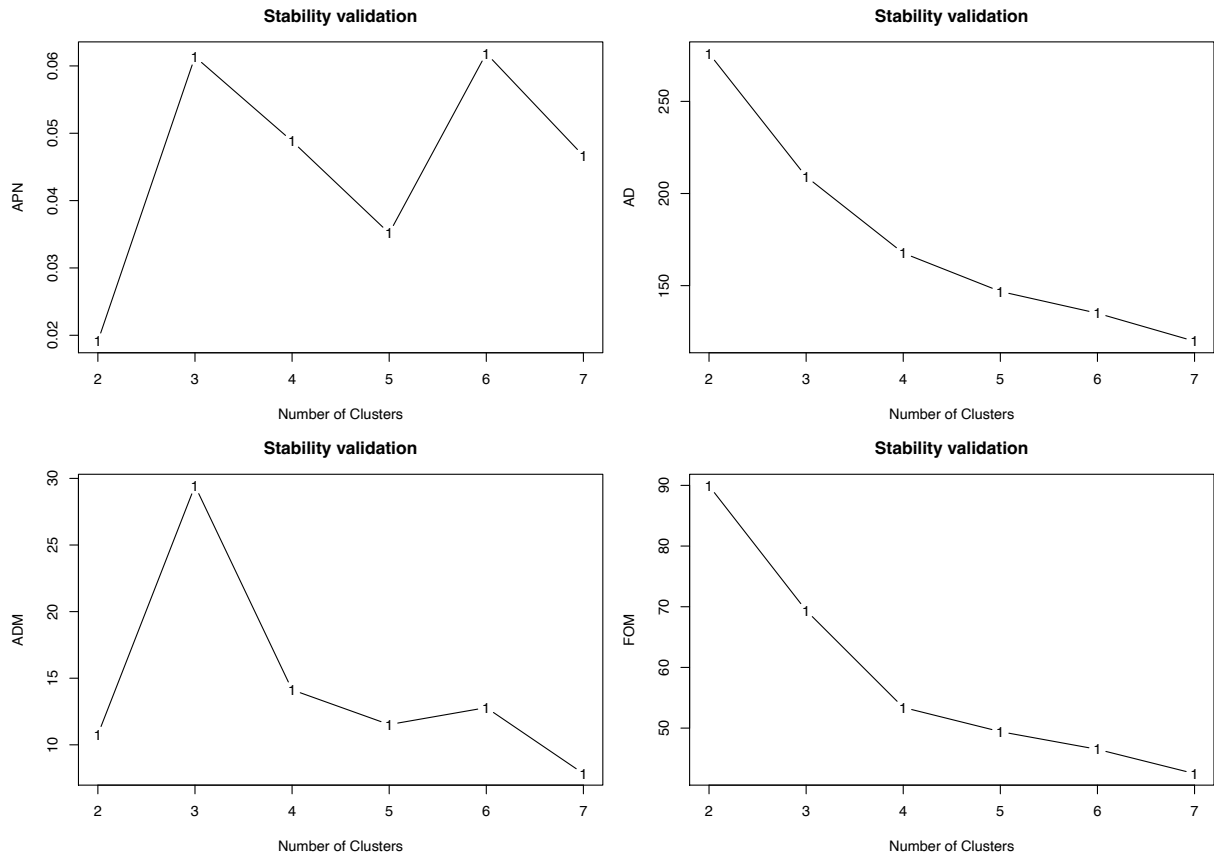 Stability validation
APN
0.06
0.05
0.04
0.03
0.02
1 1 1 1 1 1
2 3 4 5 6 7
Number of Clusters
Stability validation
AD
250
200
150
1 1 1 1 1 1
2 3 4 5 6 7
Number of Clusters
Stability validation
ADM
30
25
20
15
10
1 1 1 1 1 1
2 3 4 5 6 7
Number of Clusters
Stability validation
FOM
90
80
70
60
50
1 1 1 1 1 1
2 3 4 5 6 7
Number of Clusters